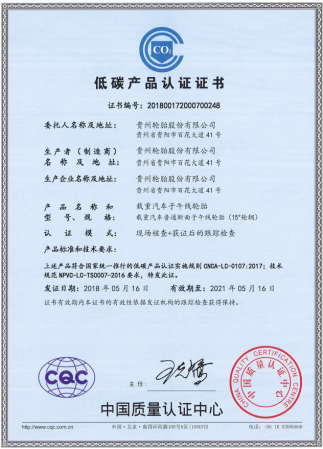 CO₂
低碳产品认证证书
证书编号: 201800172000700248
委托人名称及地址: 贵州轮胎股份有限公司
贵州省贵阳市百花大道 41 号
生产者（制造商） 贵州轮胎股份有限公司
名称及地址: 贵州省贵阳市百花大道 41 号
生产企业名称及地址: 贵州轮胎股份有限公司
贵州省贵阳市百花大道 41 号
产品名称和 载重汽车子午线轮胎
型号、规格: 载重汽车普通断面子午线轮胎（15°轮辋）
认证模式: 现场核查+获证后的跟踪检查
产品标准和技术要求:
上述产品符合国家统一推行的低碳产品认证实施规则 CNCA-LC-0107:2017; 技
术规范 NPVC-LC-TS0007-2016 要求，特发此证。
发证日期: 2018 年 05 月 16 日 有效期至: 2021 年 05 月 16 日
证书有效期内本证书的有效性依据发证机构的跟踪检查获得保持。
主任:
CHINA QUALITY CERTIFICATION CENTRE
中国质量认证中心
CQC
中国质量认证中心
http://www.cqc.com.cn
中国·北京·南四环西路188号9区(100070)